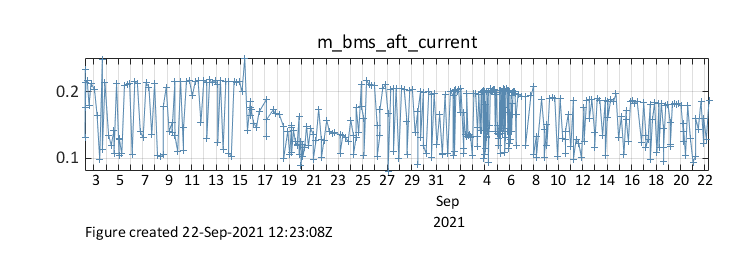 m_bms_aft_current
0.2
0.1
3 5 7 9 11 13 15 17 19 21 23 25 27 29 31 2 4 6 8 10 12 14 16 18 20 22
Sep
2021
Figure created 22-Sep-2021 12:23:08Z